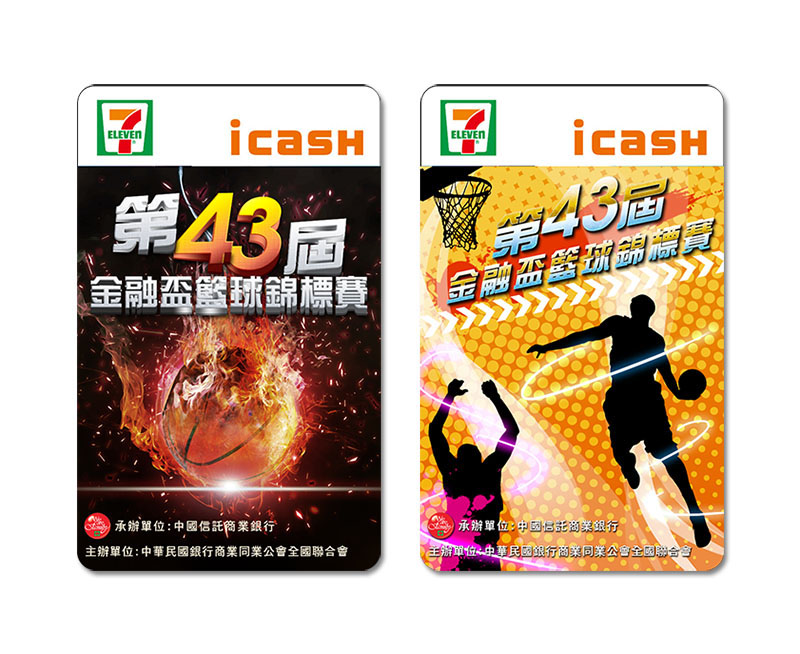 7
ELEVEn
icasH
第43屆
金融盃籃球錦標賽
承辦單位:中國信託商業銀行
主辦單位:中華民國銀行商業同業公會全國聯合會
7
ELEVEn
icasH
第43屆
金融盃籃球錦標賽
承辦單位:中國信託商業銀行
主辦單位:中華民國銀行商業同業公會全國聯合會